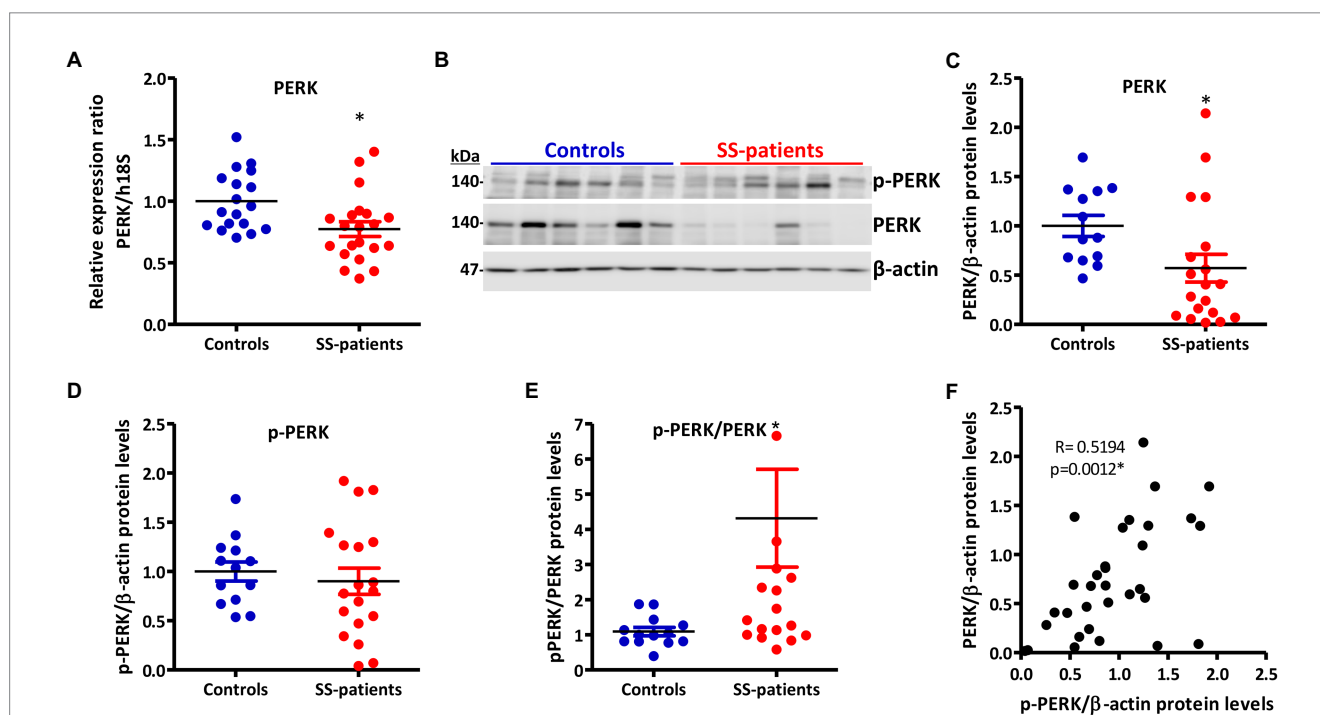 A
PERK
*
Relative expression ratio
PERK/h18S
2.0
1.5
1.0
0.5
0.0
Controls
SS-patients
B
kDa
Controls
SS-patients
140-
p-PERK
140-
PERK
47-
β-actin
C
PERK
*
PERK/β-actin protein levels
2.5
2.0
1.5
1.0
0.5
0.0
Controls
SS-patients
D
p-PERK
p-PERK/β-actin protein levels
2.5
2.0
1.5
1.0
0.5
0.0
Controls
SS-patients
E
p-PERK/PERK *
pPERK/PERK protein levels
7
6
5
4
3
2
1
0
Controls
SS-patients
F
R= 0.5194
p=0.0012*
PERK/β-actin protein levels
2.5
2.0
1.5
1.0
0.5
0.0
0.0 0.5 1.0 1.5 2.0 2.5
p-PERK/β-actin protein levels